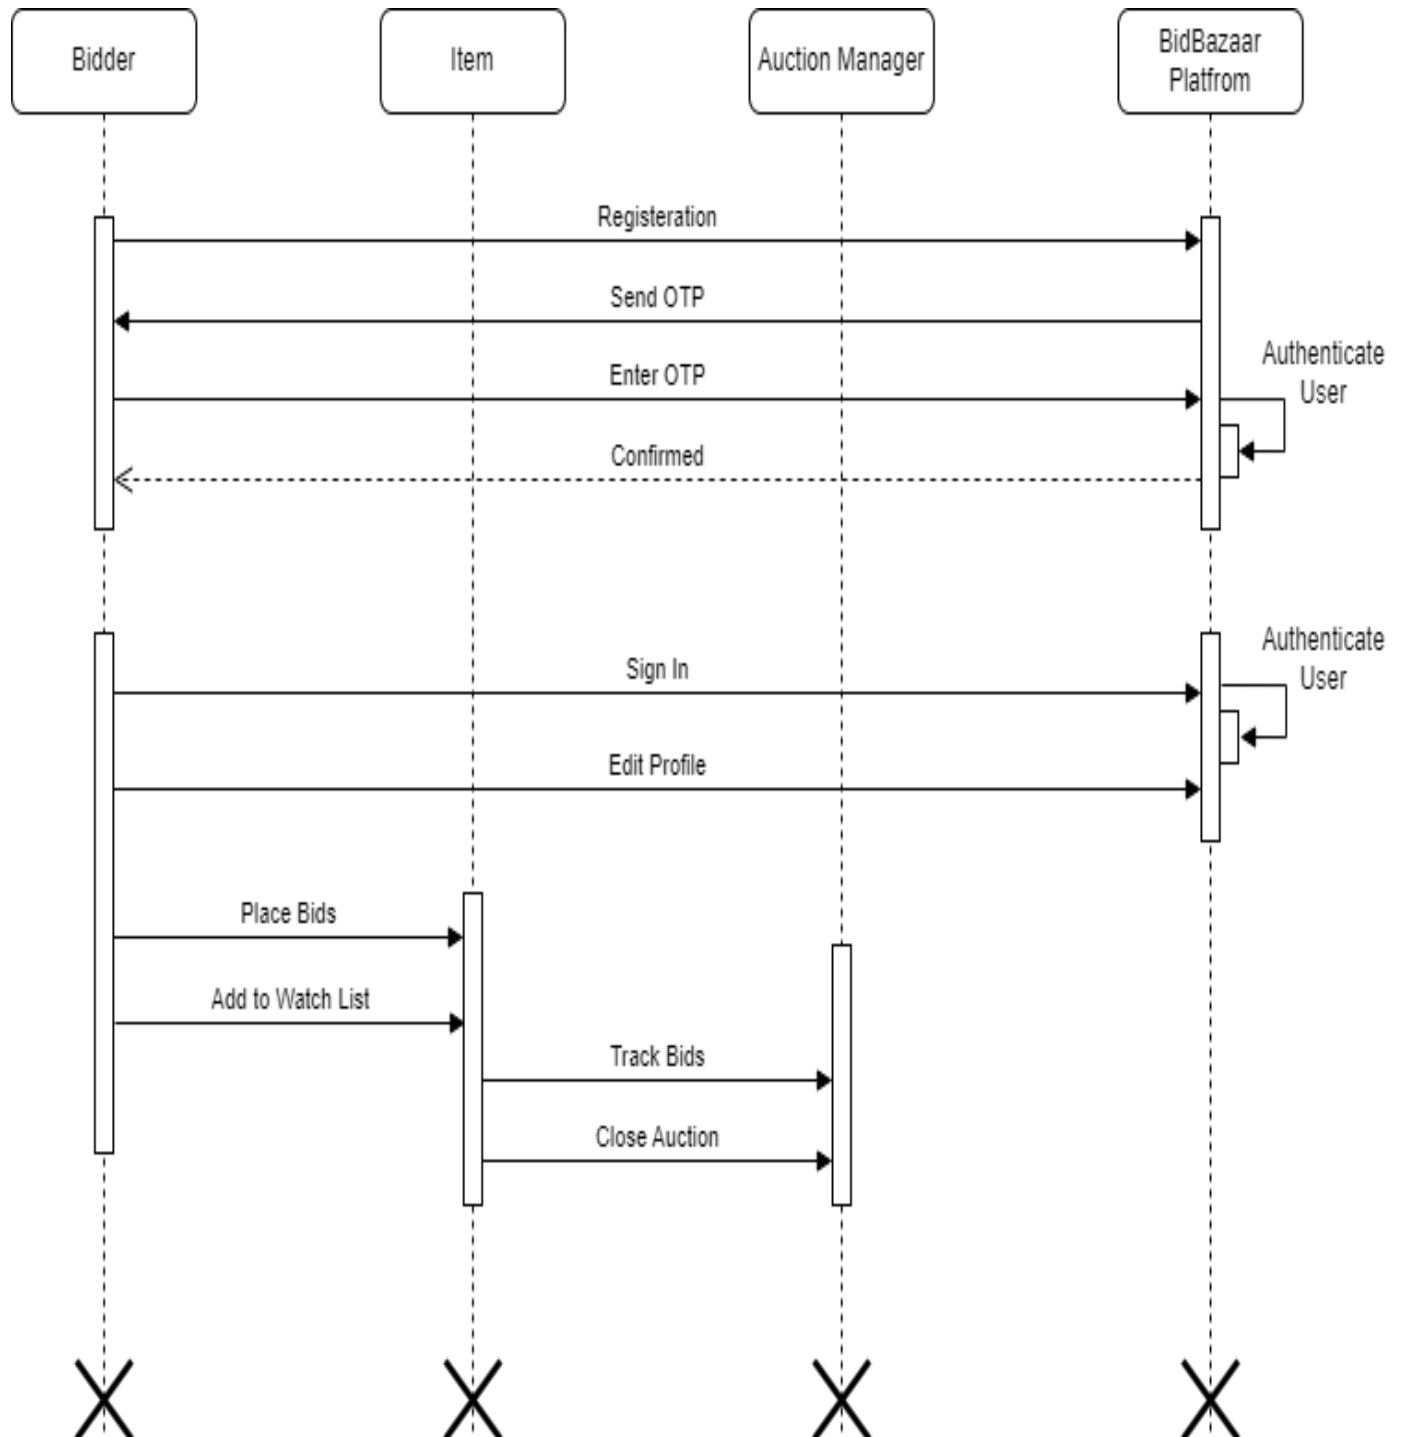 Bidder
Item
Auction Manager
BidBazaar
Platfrom
Registeration
Send OTP
Authenticate
User
Enter OTP
Confirmed
Authenticate
User
Sign In
Edit Profile
Place Bids
Add to Watch List
Track Bids
Close Auction